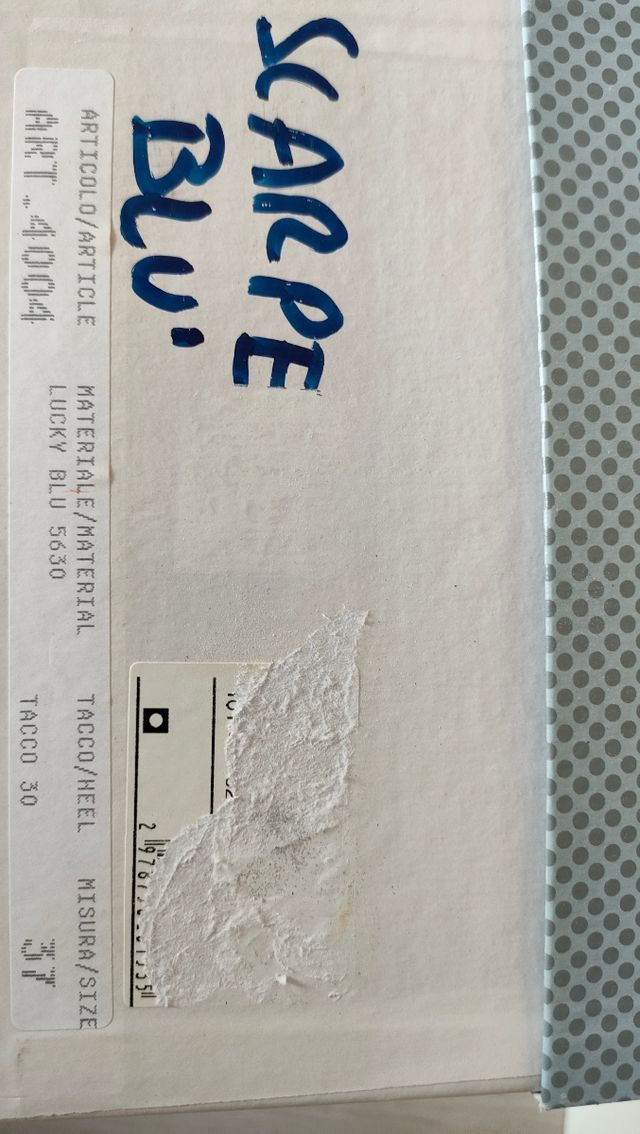 SCARPE
BLU.
ARTICOLO/ARTICLE MATERIALE/MATERIAL TACCO/HEEL MISURA/SIZE
ART.4004 LUCKY BLU 5630 TACCO 30 37